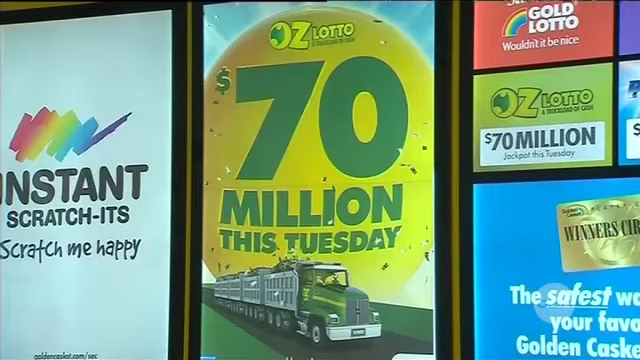 INSTANT
SCRATCH-ITS
Scratch me happy
goldencasket.com/sec
OZ LOTTO
A TRUCKLOAD OF CASH
$70
MILLION
THIS TUESDAY
GOLD
LOTTO
Wouldn't it be nice
OZ LOTTO
A TRUCKLOAD OF CASH
$70 MILLION
Jackpot this Tuesday
$
Golden Casket
WINNERS CIR
The safest wa
your favo
Golden Caske